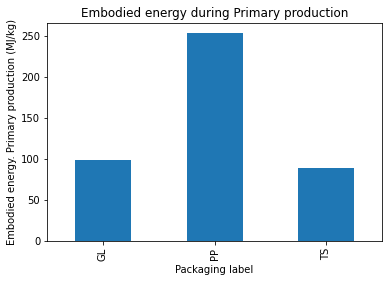 Embodied energy during Primary production
Embodied energy. Primary production (MJ/kg)
250
200
150
100
50
0
GL
PP
TS
Packaging label